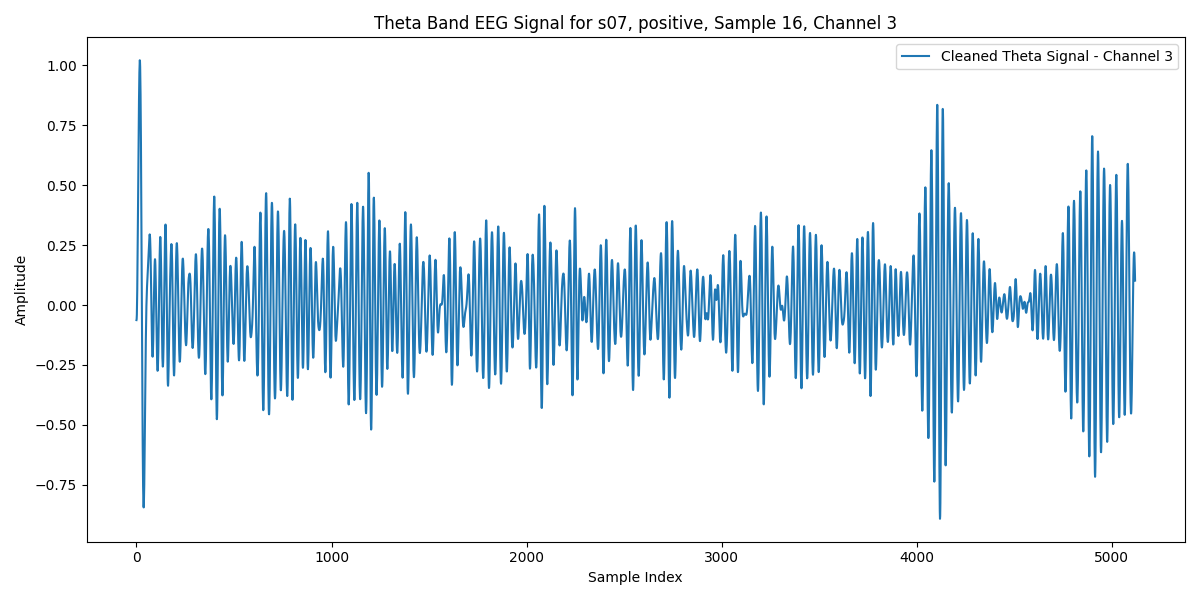 Theta Band EEG Signal for s07, positive, Sample 16, Channel 3
Cleaned Theta Signal - Channel 3
Amplitude
1.00
0.75
0.50
0.25
0.00
−0.25
−0.50
−0.75
0 1000 2000 3000 4000 5000
Sample Index